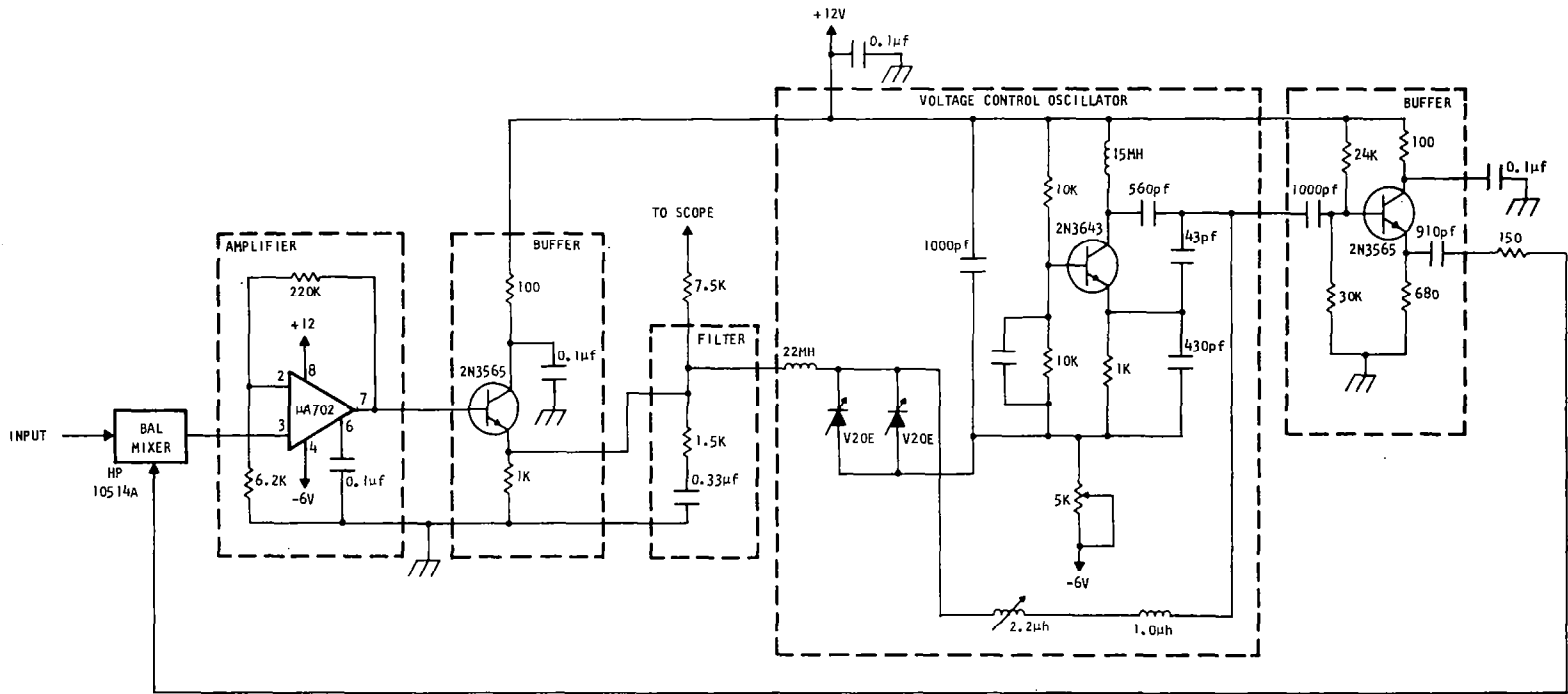 +12V
0.1µf
VOLTAGE CONTROL OSCILLATOR
BUFFER
15MH
24K
100
10K
560pf
1000pf
0.1µf
TO SCOPE
2N3643
43pf
2N3565
910pf
150
AMPLIFIER
BUFFER
1000pf
220K
100
7.5K
30K
680
+12
FILTER
0.1µf
22MH
10K
1K
430pf
2N3565
2
8
µA702
7
3
6
4
INPUT
BAL
MIXER
HP
10514A
V20E
V20E
1.5K
6.2K
0.1µf
-6V
1K
0.33µf
5K
-6V
2.2µh
1.0µh